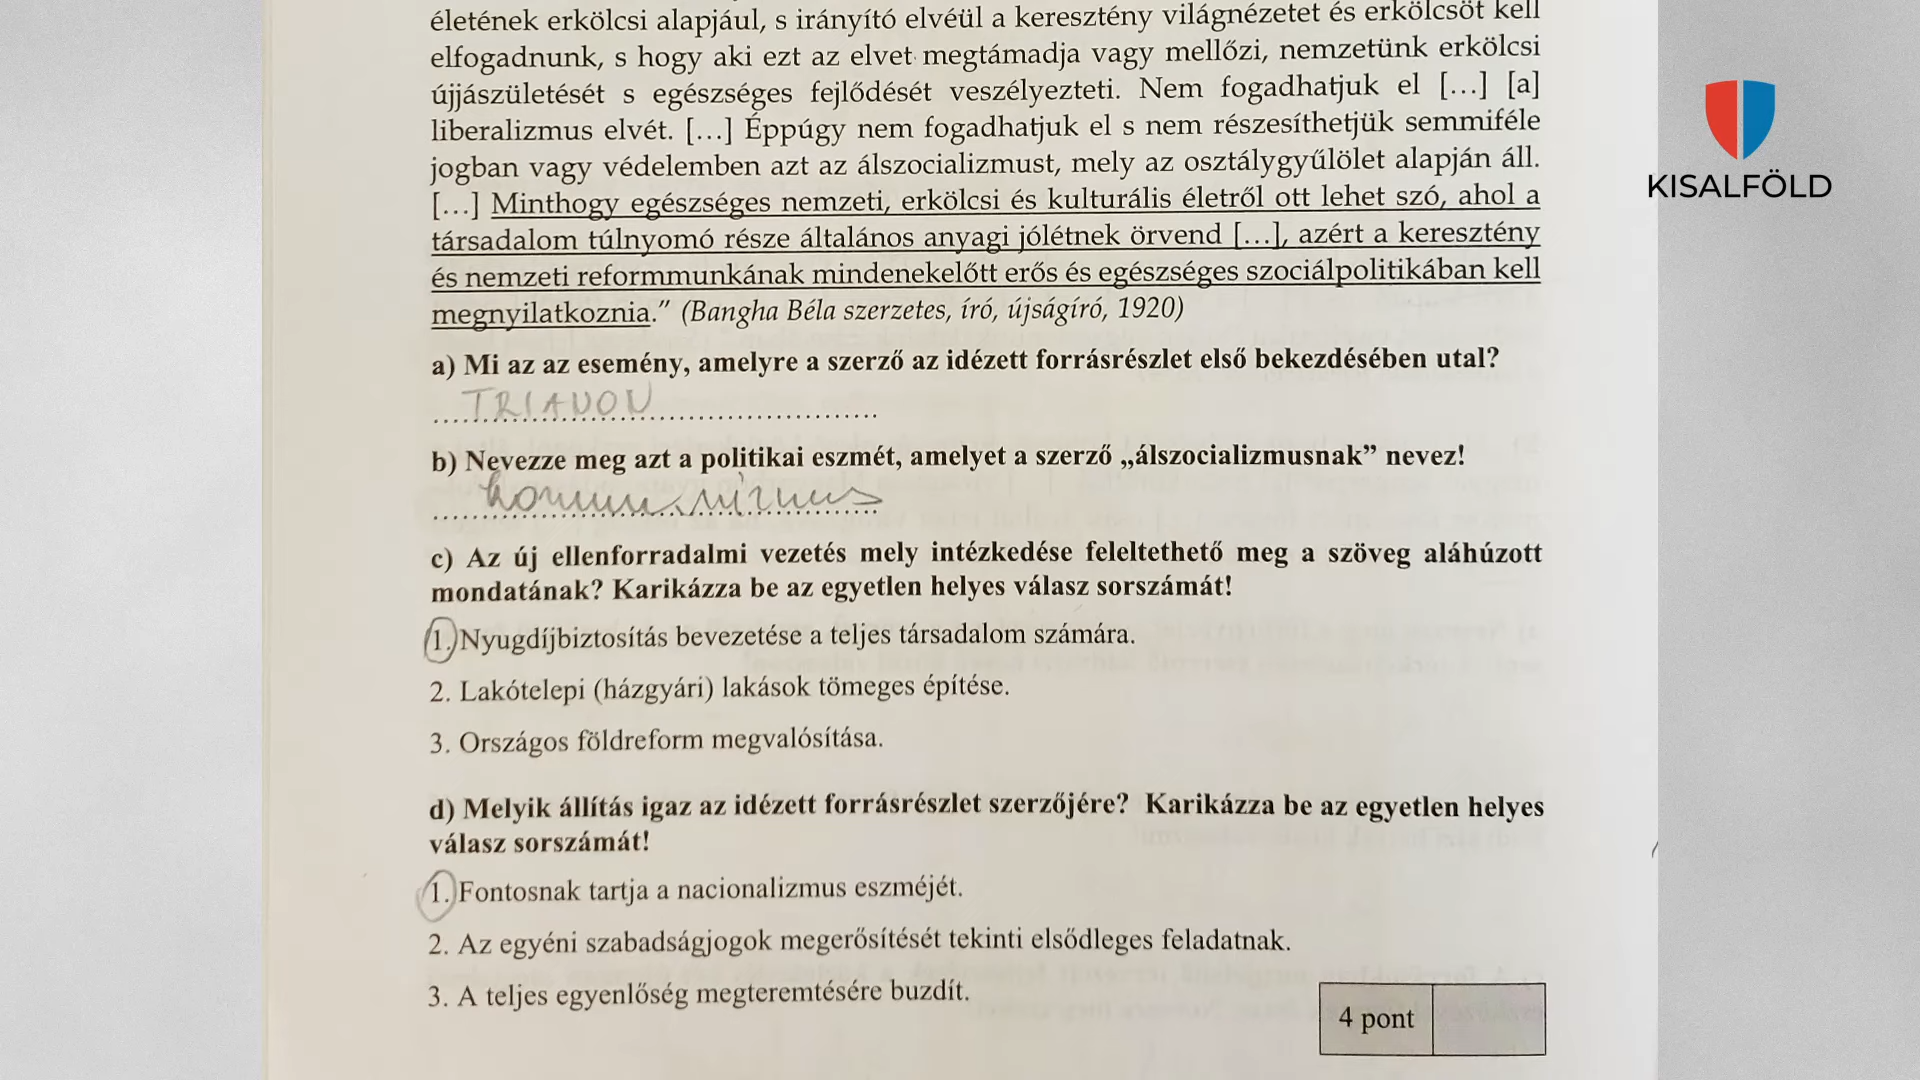 életének erkölcsi alapjául, s irányító elvéül a keresztény világnézetet és erkölcsöt kell
elfogadnunk, s hogy aki ezt az elvet megtámadja vagy mellőzi, nemzetünk erkölcsi
újjászületését s egészséges fejlődését veszélyezteti. Nem fogadhatjuk el [...] [a]
liberalizmus elvét. [...] Éppúgy nem fogadhatjuk el s nem részesíthetjük semmiféle
jogban vagy védelemben azt az álszocializmust, mely az osztálygyűlölet alapján áll.
[...] Minthogy egészséges nemzeti, erkölcsi és kulturális életről ott lehet szó, ahol a
társadalom túlnyomó része általános anyagi jólétnek örvend [...], azért a keresztény
és nemzeti reformmunkának mindenekelőtt erős és egészséges szociálpolitikában kell
megnyilatkoznia." (Bangha Béla szerzetes, író, újságíró, 1920)
a) Mi az az esemény, amelyre a szerző az idézett forrásrészlet első bekezdésében utal?
TRIANON
b) Nevezze meg azt a politikai eszmét, amelyet a szerző „álszocializmusnak” nevez!
kommunizmus
c) Az új ellenforradalmi vezetés mely intézkedése feleltethető meg a szöveg aláhúzott
mondatának? Karikázza be az egyetlen helyes válasz sorszámát!
1. Nyugdíjbiztosítás bevezetése a teljes társadalom számára.
2. Lakótelepi (házgyári) lakások tömeges építése.
3. Országos földreform megvalósítása.
d) Melyik állítás igaz az idézett forrásrészlet szerzőjére? Karikázza be az egyetlen helyes
válasz sorszámát!
1. Fontosnak tartja a nacionalizmus eszméjét.
2. Az egyéni szabadságjogok megerősítését tekinti elsődleges feladatnak.
3. A teljes egyenlőség megteremtésére buzdít.
4 pont
KISALFÖLD